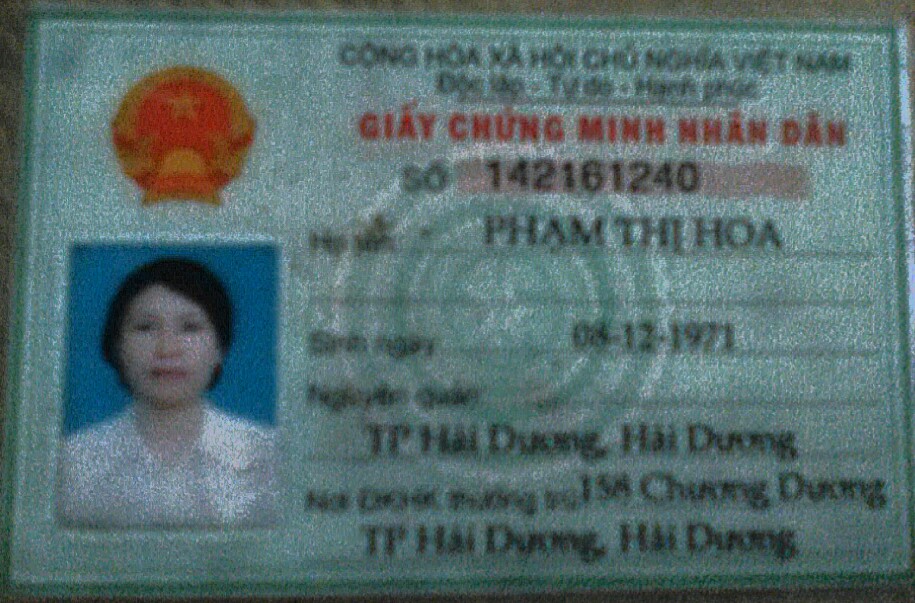 CỘNG HÒA XÃ HỘI CHỦ NGHĨA VIỆT NAM
Độc lập - Tự do - Hạnh phúc
GIẤY CHỨNG MINH NHÂN DÂN
SỐ 142161240
Họ tên PHẠM THỊ HOA
Sinh ngày 08-12-1971
Nguyên quán
TP Hải Dương, Hải Dương
Nơi ĐKHK thường trú 158 Chương Dương
TP Hải Dương, Hải Dương